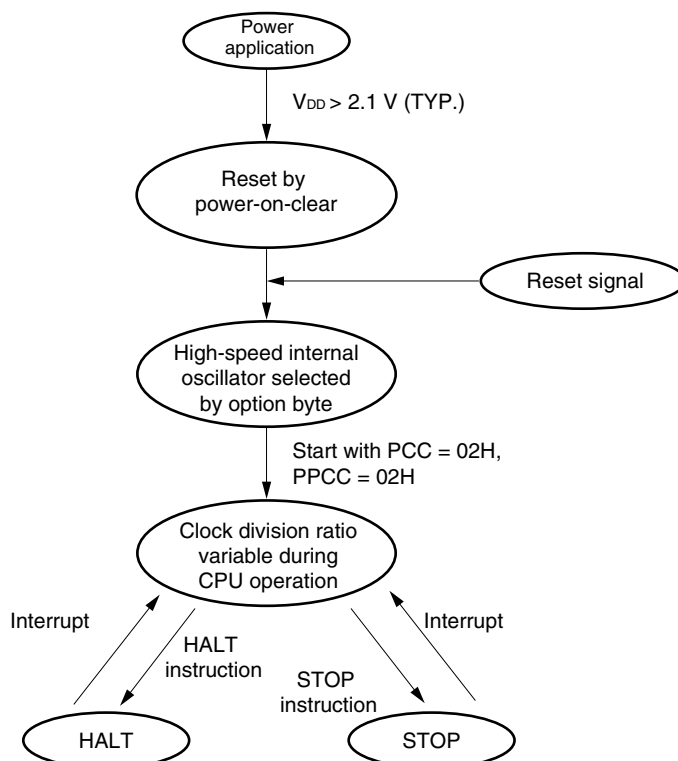 Power
application
VDD > 2.1 V (TYP.)
Reset by
power-on-clear
Reset signal
High-speed internal
oscillator selected
by option byte
Start with PCC = 02H,
PPCC = 02H
Clock division ratio
variable during
CPU operation
Interrupt
Interrupt
HALT
instruction
STOP
instruction
HALT
STOP